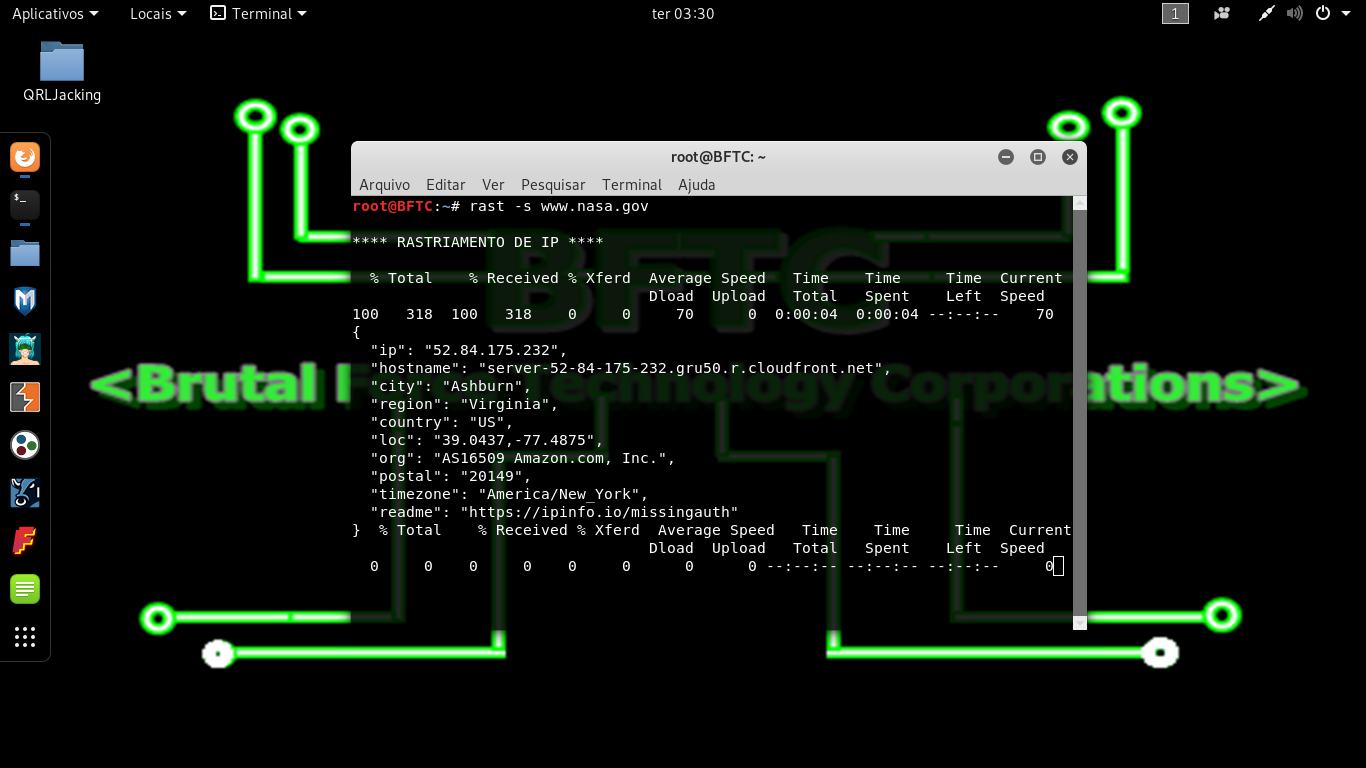 Aplicativos Locais Terminal ter 03:30 1
QRLJacking
root@BFTC: ~
Arquivo Editar Ver Pesquisar Terminal Ajuda
root@BFTC:~# rast -s www.nasa.gov
**** RASTRIAMENTO DE IP ****
% Total % Received % Xferd Average Speed Time Time Time Current
Dload Upload Total Spent Left Speed
100 318 100 318 0 0 70 0 0:00:04 0:00:04 --:--:-- 70
{
"ip": "52.84.175.232",
"hostname": "server-52-84-175-232.gru50.r.cloudfront.net",
"city": "Ashburn",
"region": "Virginia",
"country": "US",
"loc": "39.0437,-77.4875",
"org": "AS16509 Amazon.com, Inc.",
"postal": "20149",
"timezone": "America/New_York",
"readme": "https://ipinfo.io/missingauth"
} % Total % Received % Xferd Average Speed Time Time Time Current
Dload Upload Total Spent Left Speed
0 0 0 0 0 0 0 0 --:--:-- --:--:-- --:--:-- 0
BFTC
<Brutal Technology Corporations>